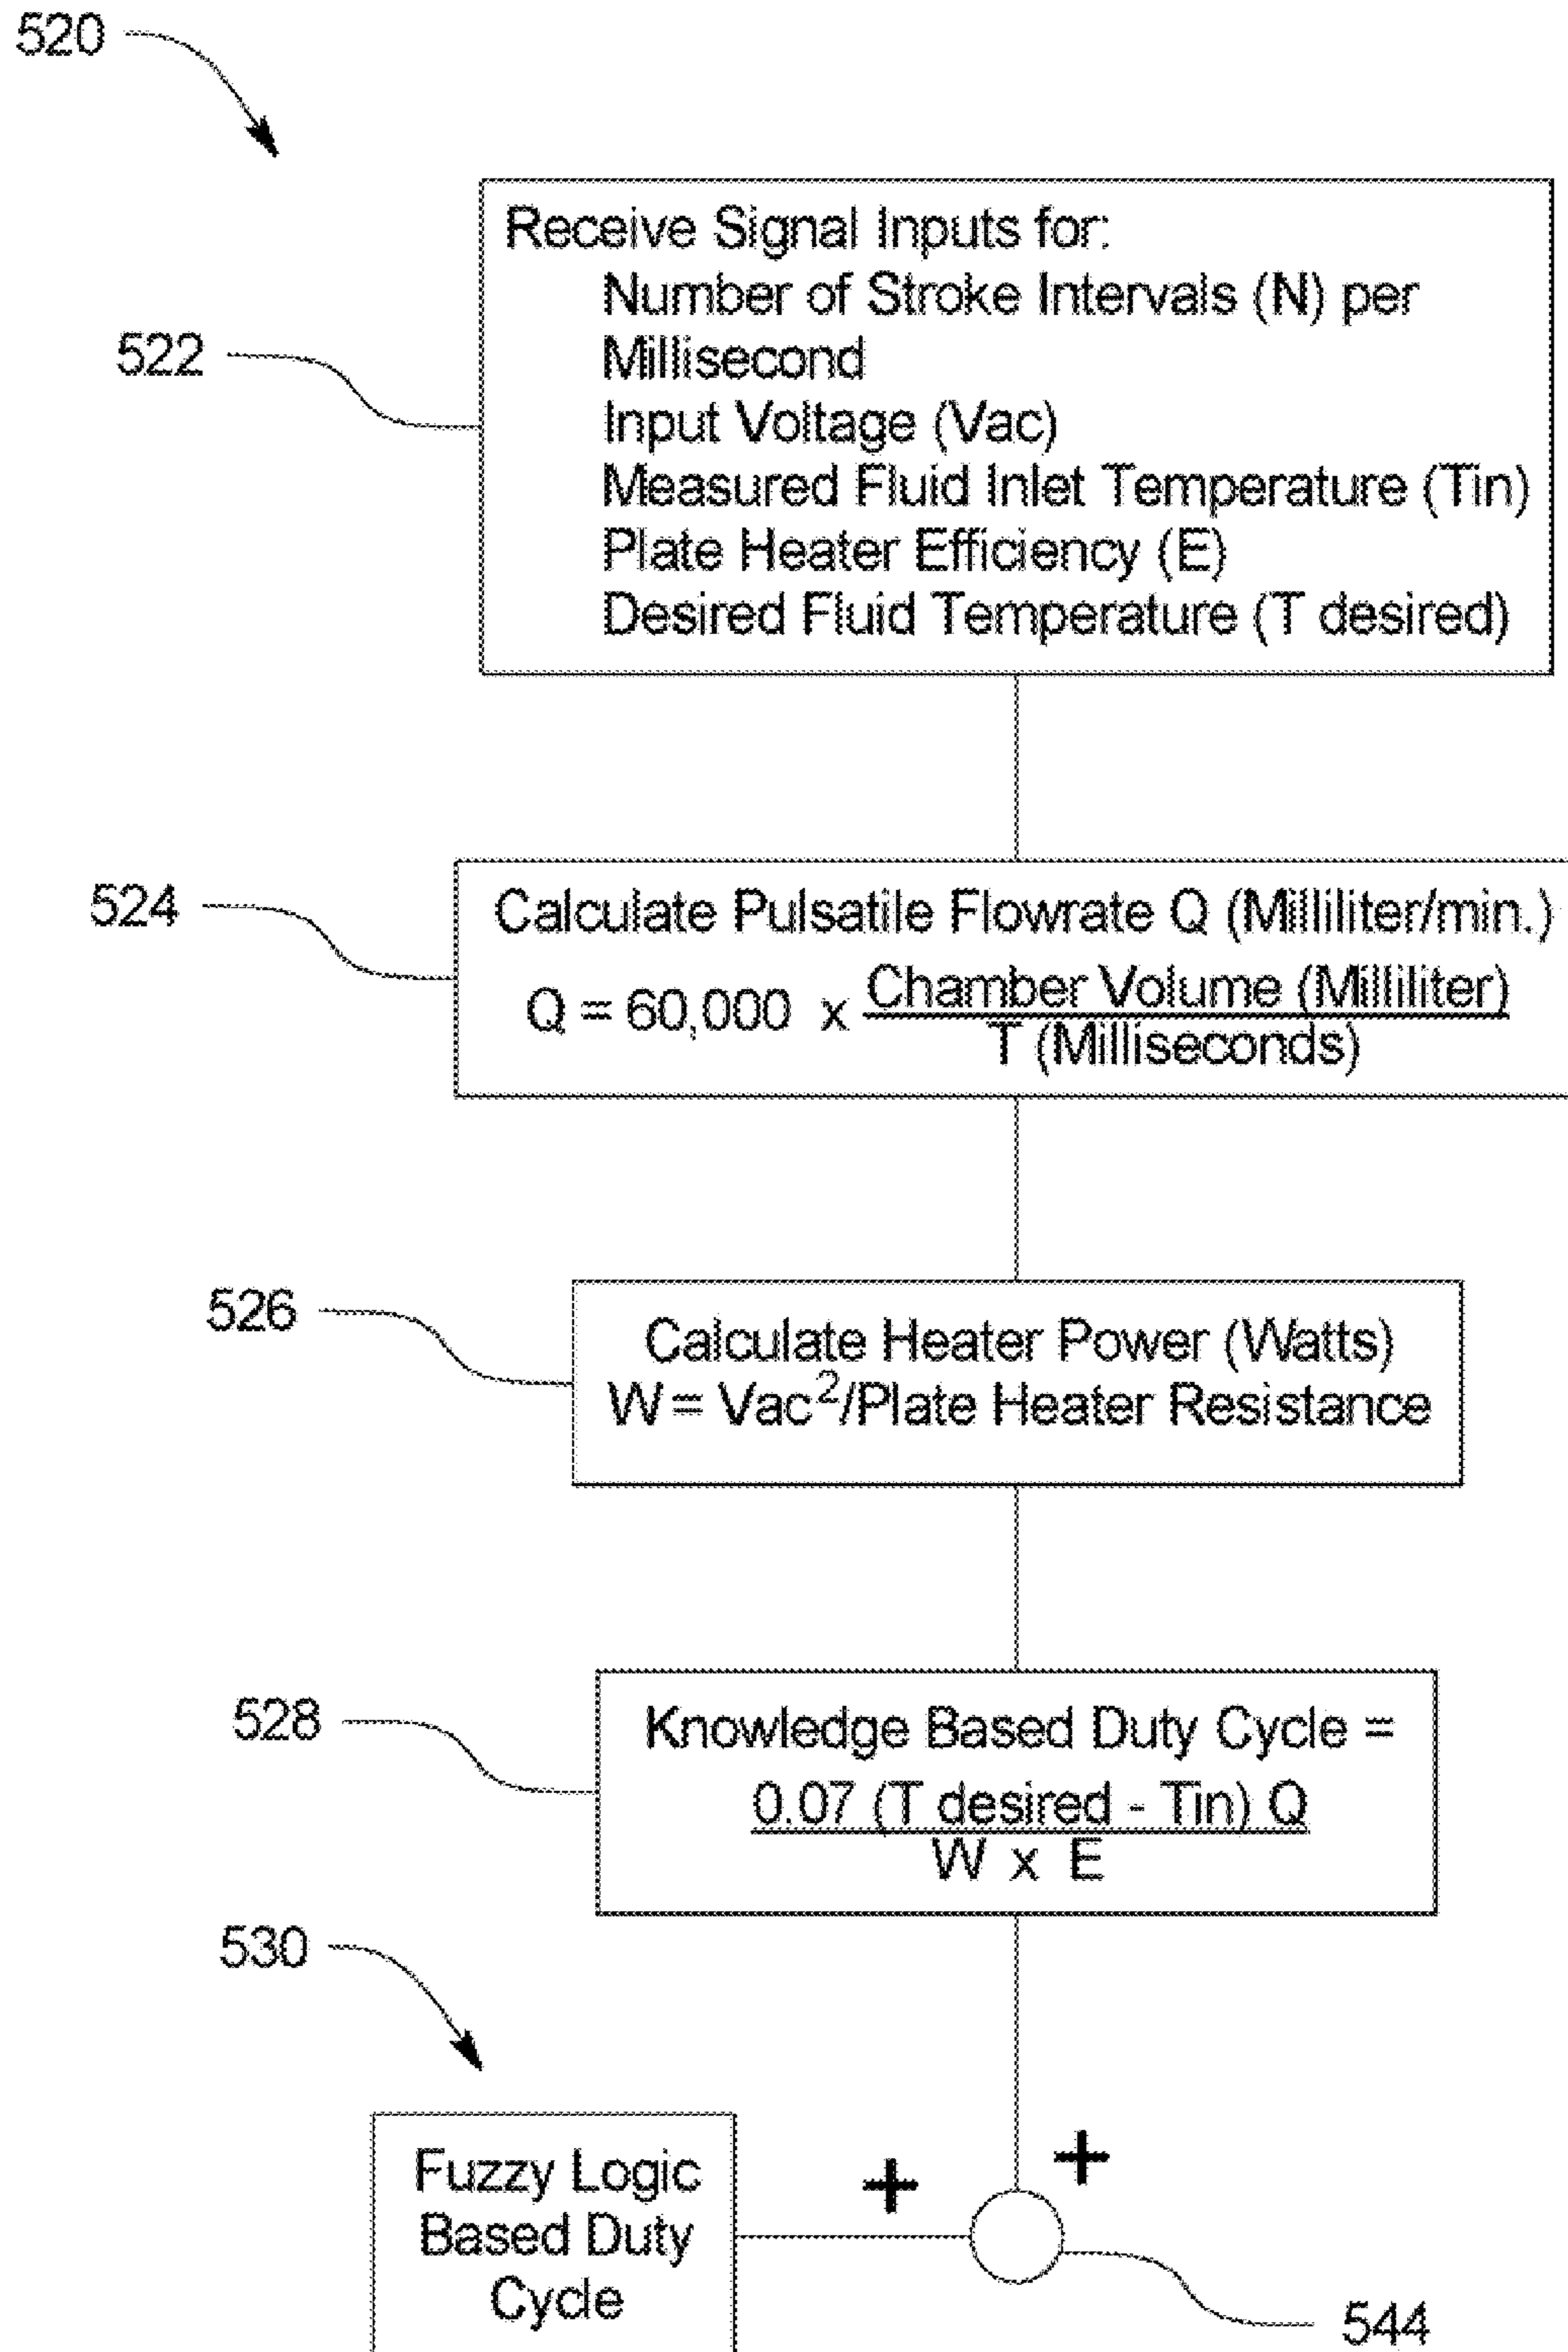 520
522
Receive Signal Inputs for:
Number of Stroke Intervals (N) per
Millisecond
Input Voltage (Vac)
Measured Fluid Inlet Temperature (Tin)
Plate Heater Efficiency (E)
Desired Fluid Temperature (T desired)
524
Calculate Pulsatile Flowrate Q (Milliliter/min.)
Q = 60,000 x Chamber Volume (Milliliter)
T (Milliseconds)
526
Calculate Heater Power (Watts)
W = Vac²/Plate Heater Resistance
528
Knowledge Based Duty Cycle =
0.07 (T desired - Tin) Q
W x E
530
Fuzzy Logic
Based Duty
Cycle
+
+
544